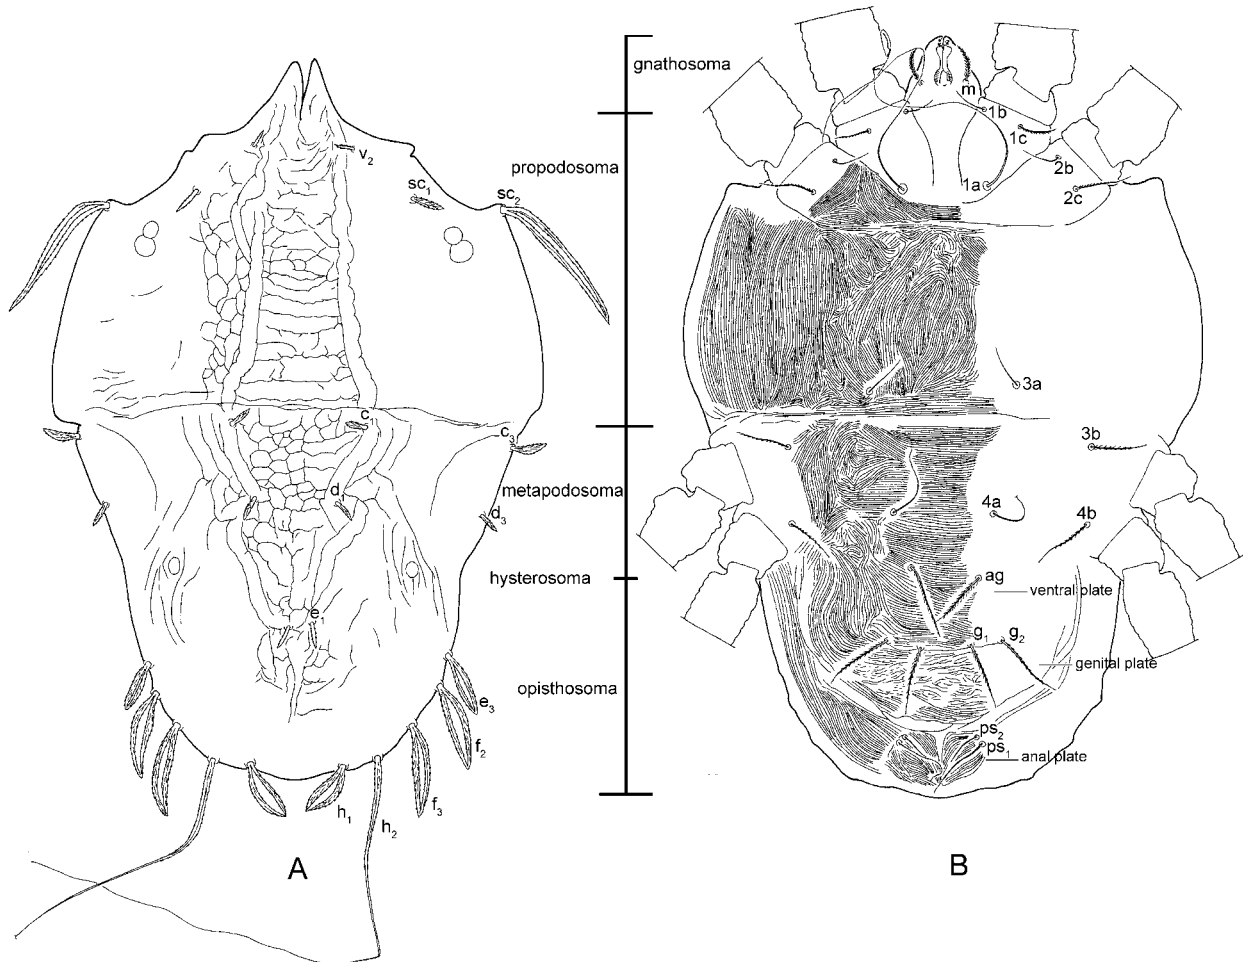 gnathosoma
propodosoma
metapodosoma
hysterosoma
opisthosoma
v2
sc1
sc2
c1
c3
d1
d3
e1
e3
f2
f3
h1
h2
A
m
1b
1c
2b
1a
2c
3a
3b
4a
4b
ag
ventral plate
g1 g2
genital plate
ps2
ps1
anal plate
B